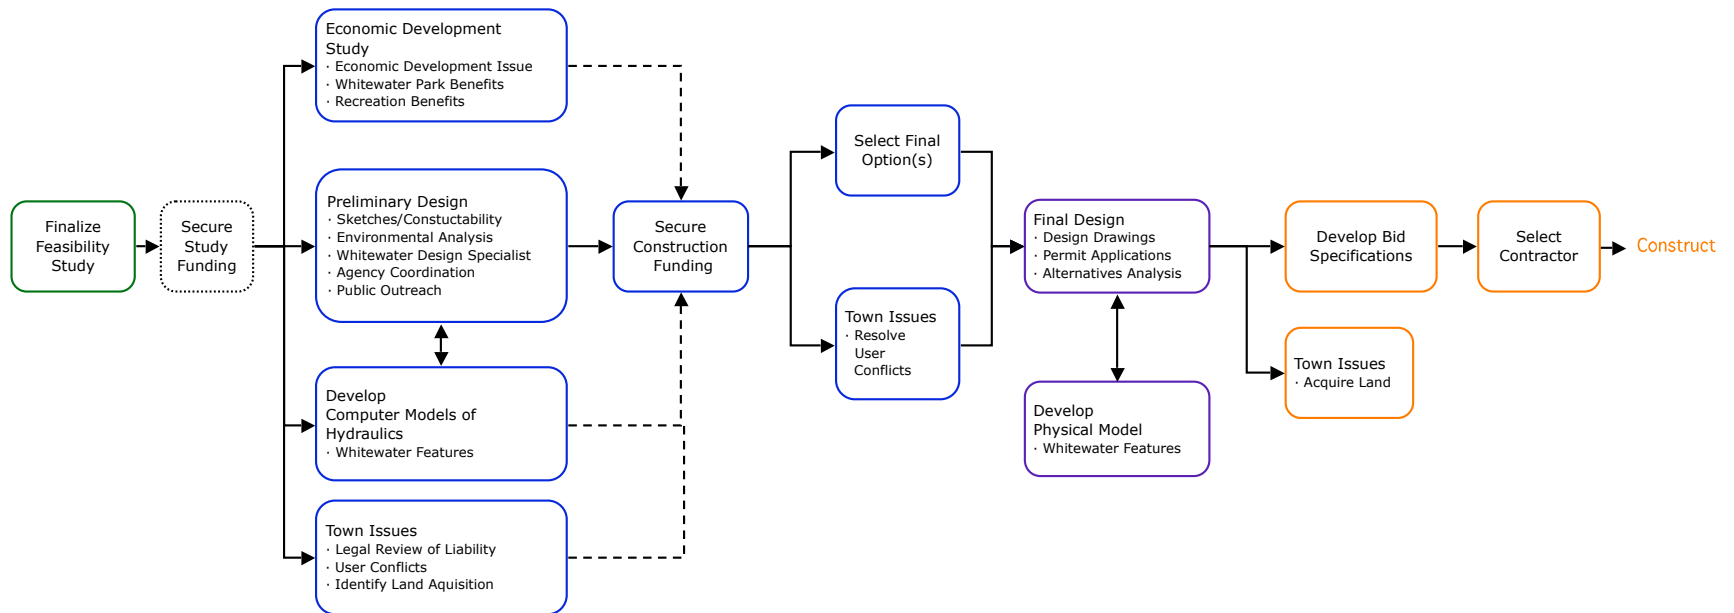 Finalize
Feasibility
Study
Secure
Study
Funding
Economic Development
Study
· Economic Development Issue
· Whitewater Park Benefits
· Recreation Benefits
Preliminary Design
· Sketches/Constuctability
· Environmental Analysis
· Whitewater Design Specialist
· Agency Coordination
· Public Outreach
Develop
Computer Models of
Hydraulics
· Whitewater Features
Town Issues
· Legal Review of Liability
· User Conflicts
· Identify Land Aquisition
Secure
Construction
Funding
Select Final
Option(s)
Town Issues
· Resolve
User
Conflicts
Final Design
· Design Drawings
· Permit Applications
· Alternatives Analysis
Develop
Physical Model
· Whitewater Features
Develop Bid
Specifications
Town Issues
· Acquire Land
Select
Contractor
Construct